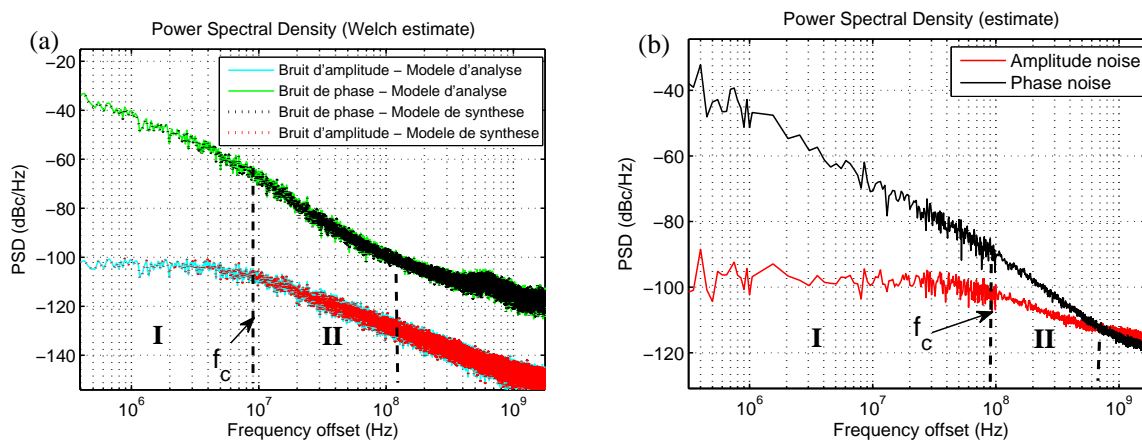 (a)
Power Spectral Density (Welch estimate)
Bruit d'amplitude − Modele d'analyse
Bruit de phase − Modele d'analyse
Bruit de phase − Modele de synthese
Bruit d'amplitude − Modele de synthese
PSD (dBc/Hz)
−20
−40
−60
−80
−100
−120
−140
I
f_c
II
10^6
10^7
10^8
10^9
Frequency offset (Hz)
(b)
Power Spectral Density (estimate)
Amplitude noise
Phase noise
PSD (dBc/Hz)
−40
−60
−80
−100
−120
I
f_c
II
10^6
10^7
10^8
10^9
Frequency offset (Hz)